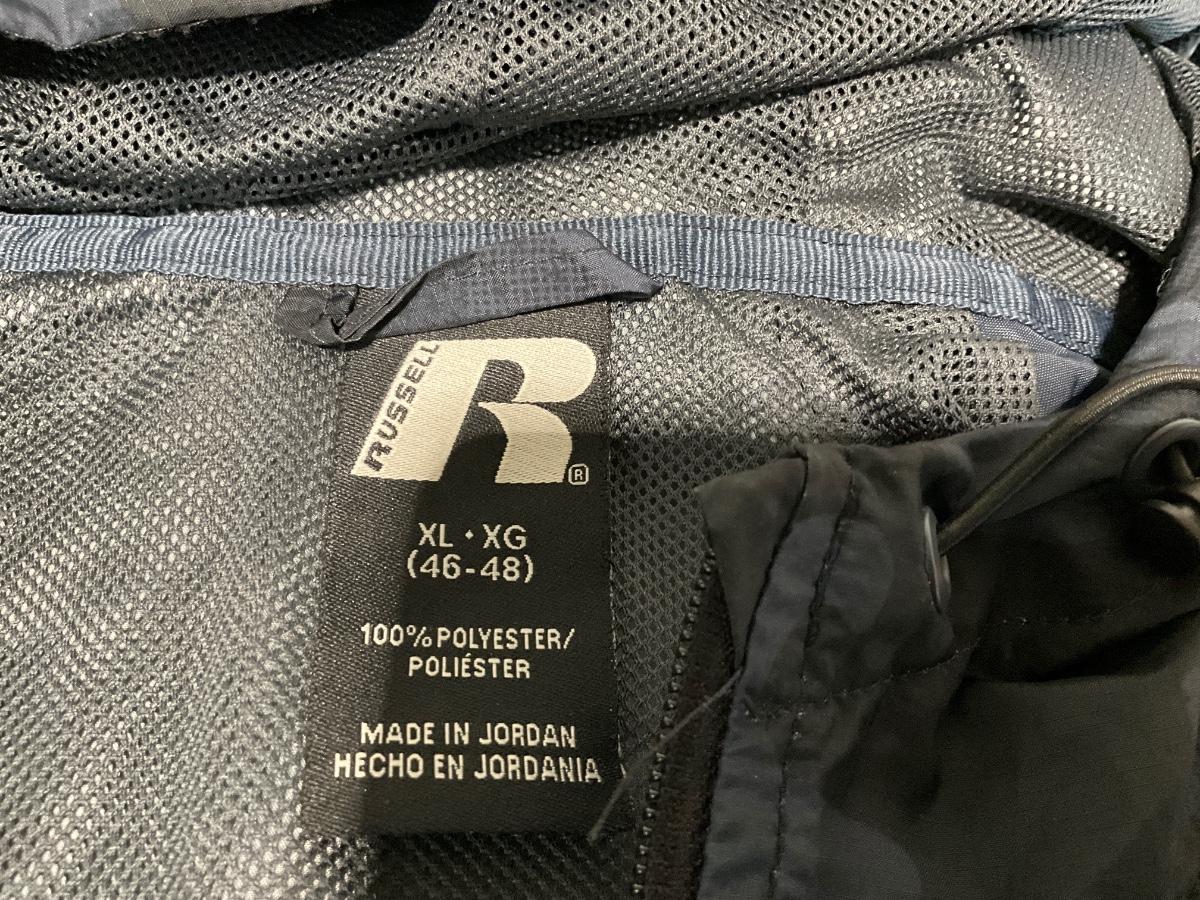 RUSSELL
R
®
XL • XG
(46-48)
100% POLYESTER/
POLIÉSTER
MADE IN JORDAN
HECHO EN JORDANIA